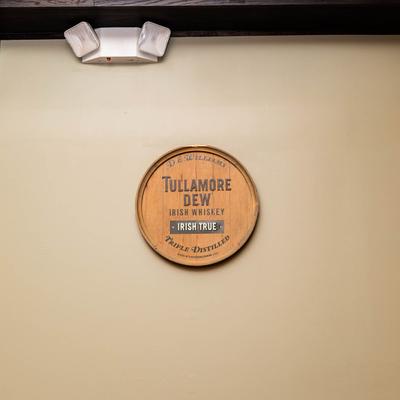 D.E. WILLIAMS
TULLAMORE
DEW
IRISH WHISKEY
IRISH TRUE
TRIPLE DISTILLED